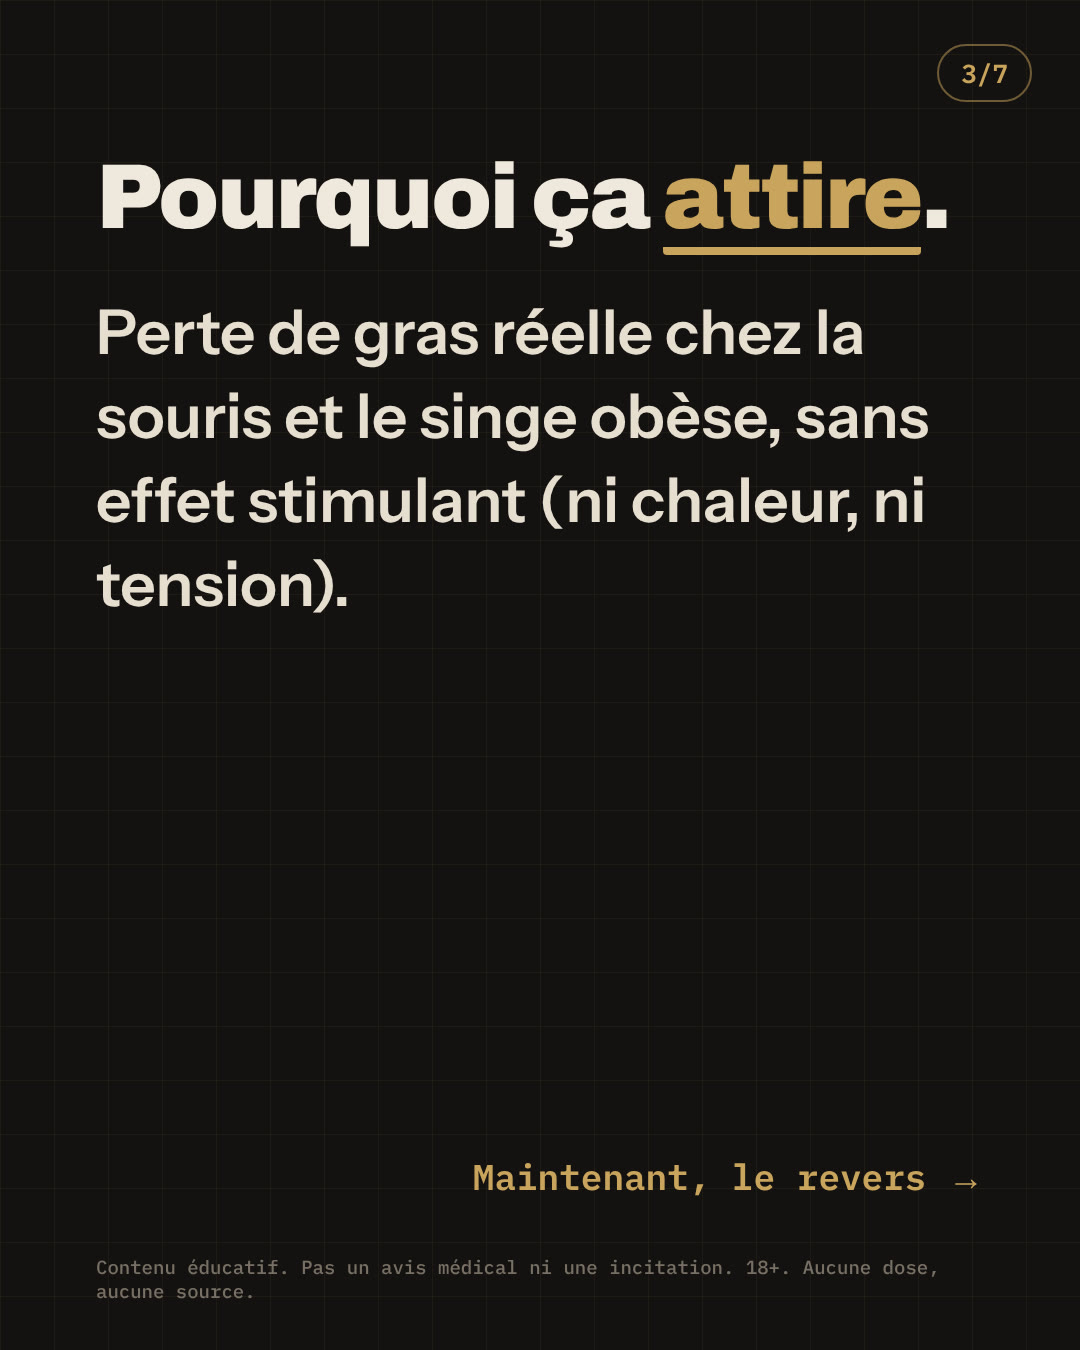 3/7
Pourquoi ça attire.
Perte de gras réelle chez la
souris et le singe obèse, sans
effet stimulant (ni chaleur, ni
tension).
Maintenant, le revers →
Contenu éducatif. Pas un avis médical ni une incitation. 18+. Aucune dose,
aucune source.